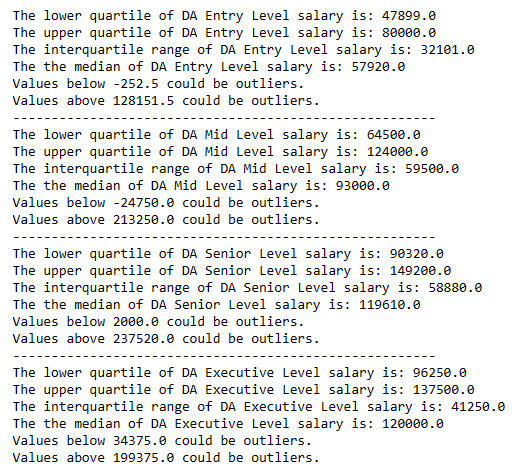 The lower quartile of DA Entry Level salary is: 47899.0
The upper quartile of DA Entry Level salary is: 80000.0
The interquartile range of DA Entry Level salary is: 32101.0
The the median of DA Entry Level salary is: 57920.0
Values below -252.5 could be outliers.
Values above 128151.5 could be outliers.
-------------------------------------------------------
The lower quartile of DA Mid Level salary is: 64500.0
The upper quartile of DA Mid Level salary is: 124000.0
The interquartile range of DA Mid Level salary is: 59500.0
The the median of DA Mid Level salary is: 93000.0
Values below -24750.0 could be outliers.
Values above 213250.0 could be outliers.
-------------------------------------------------------
The lower quartile of DA Senior Level salary is: 90320.0
The upper quartile of DA Senior Level salary is: 149200.0
The interquartile range of DA Senior Level salary is: 58880.0
The the median of DA Senior Level salary is: 119610.0
Values below 2000.0 could be outliers.
Values above 237520.0 could be outliers.
-------------------------------------------------------
The lower quartile of DA Executive Level salary is: 96250.0
The upper quartile of DA Executive Level salary is: 137500.0
The interquartile range of DA Executive Level salary is: 41250.0
The the median of DA Executive Level salary is: 120000.0
Values below 34375.0 could be outliers.
Values above 199375.0 could be outliers.